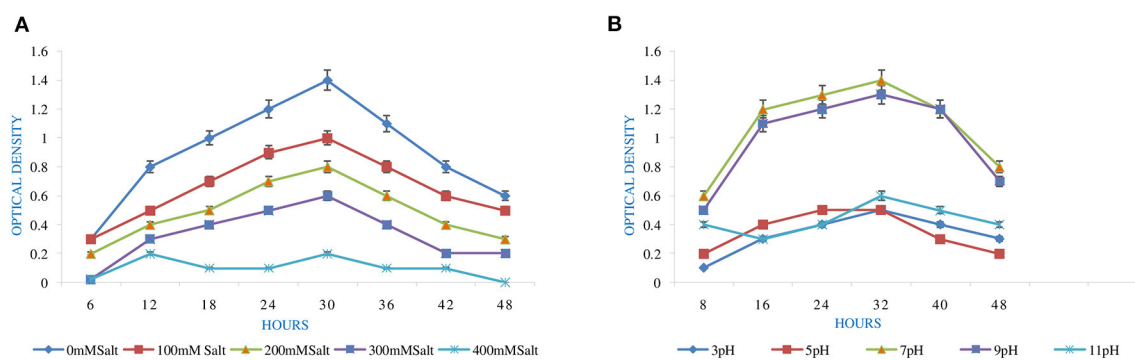 A
1.6
1.4
1.2
1
0.8
0.6
0.4
0.2
0
OPTICAL DENSITY
6 12 18 24 30 36 42 48
HOURS
0mMSalt 100mM Salt 200mMSalt 300mMSalt 400mMSalt
B
1.6
1.4
1.2
1
0.8
0.6
0.4
0.2
0
OPTICAL DENSITY
8 16 24 32 40 48
HOURS
3pH 5pH 7pH 9pH 11pH